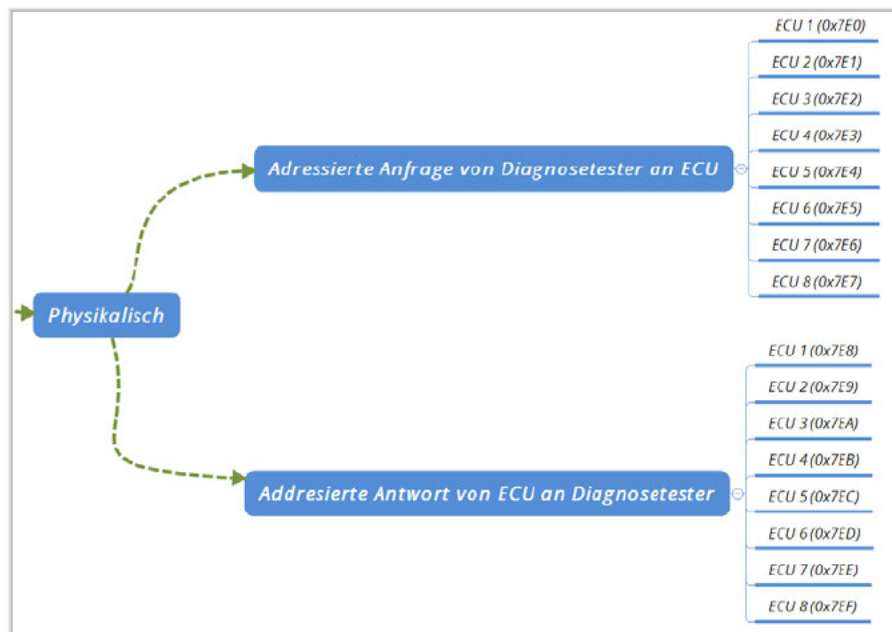 ECU 1 (0x7E0)
ECU 2 (0x7E1)
ECU 3 (0x7E2)
ECU 4 (0x7E3)
Adressierte Anfrage von Diagnosetester an ECU
ECU 5 (0x7E4)
ECU 6 (0x7E5)
ECU 7 (0x7E6)
ECU 8 (0x7E7)
Physikalisch
ECU 1 (0x7E8)
ECU 2 (0x7E9)
ECU 3 (0x7EA)
ECU 4 (0x7EB)
Addresierte Antwort von ECU an Diagnosetester
ECU 5 (0x7EC)
ECU 6 (0x7ED)
ECU 7 (0x7EE)
ECU 8 (0x7EF)